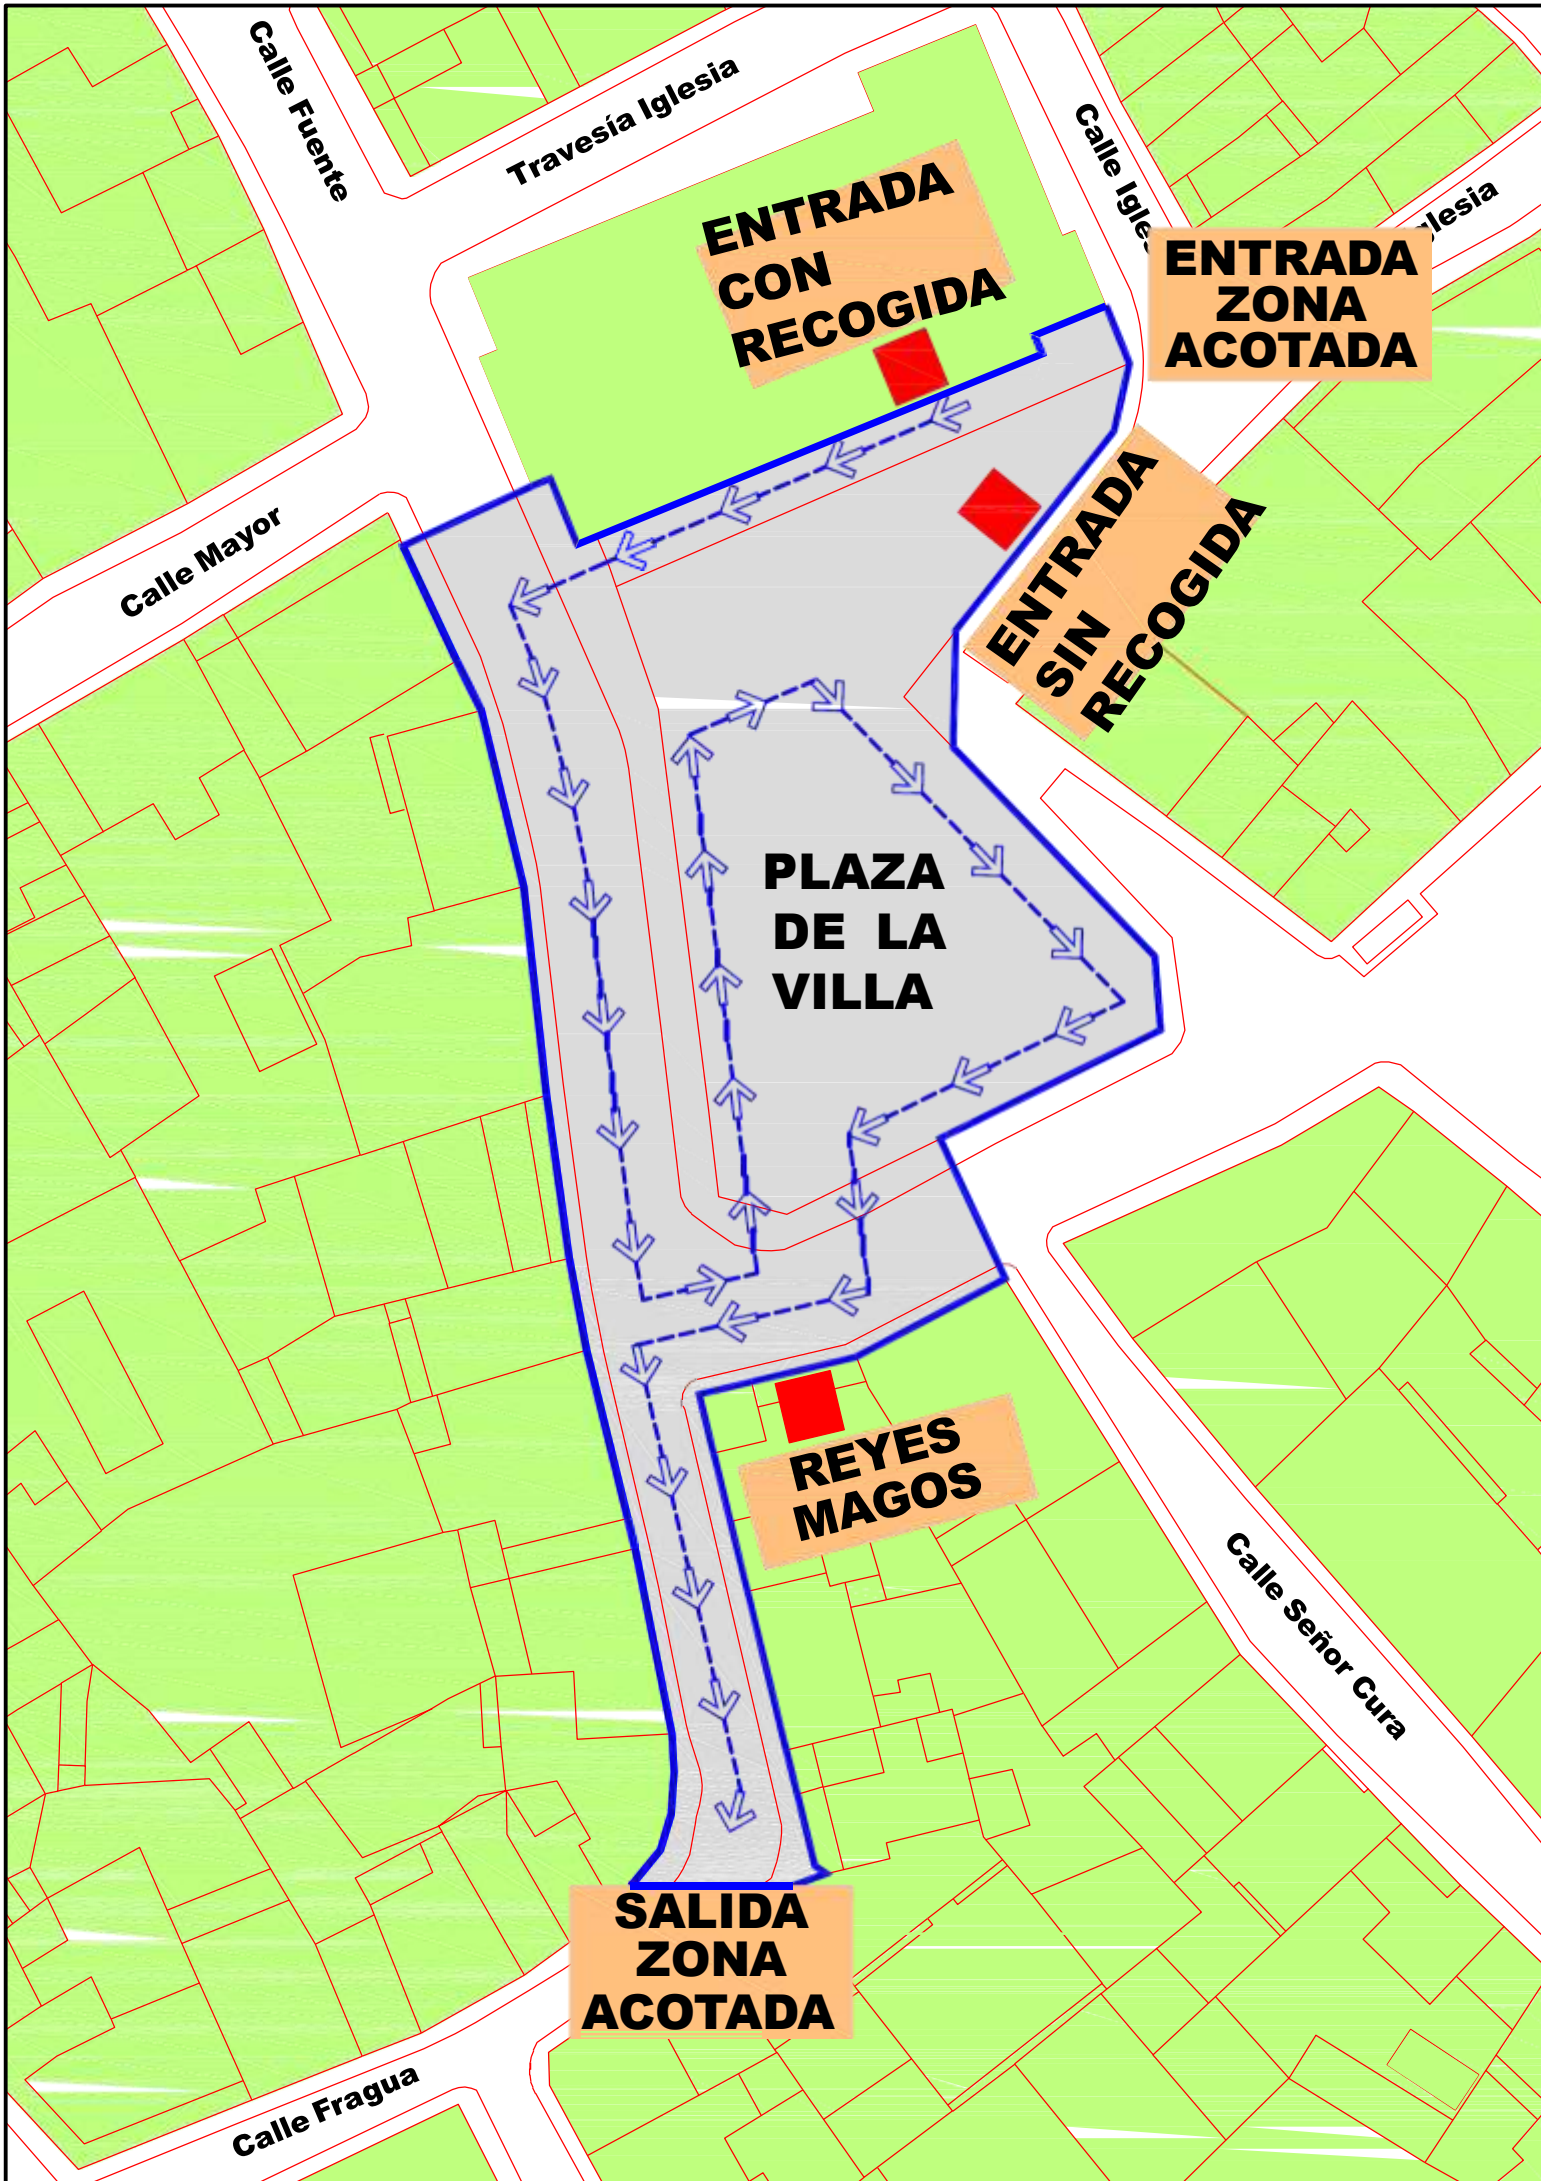 Calle Fuente
Travesía Iglesia
Calle Igle
glesia
ENTRADA
CON
RECOGIDA
ENTRADA
ZONA
ACOTADA
Calle Mayor
ENTRADA
SIN
RECOGIDA
PLAZA
DE LA
VILLA
REYES
MAGOS
Calle Señor Cura
SALIDA
ZONA
ACOTADA
Calle Fragua